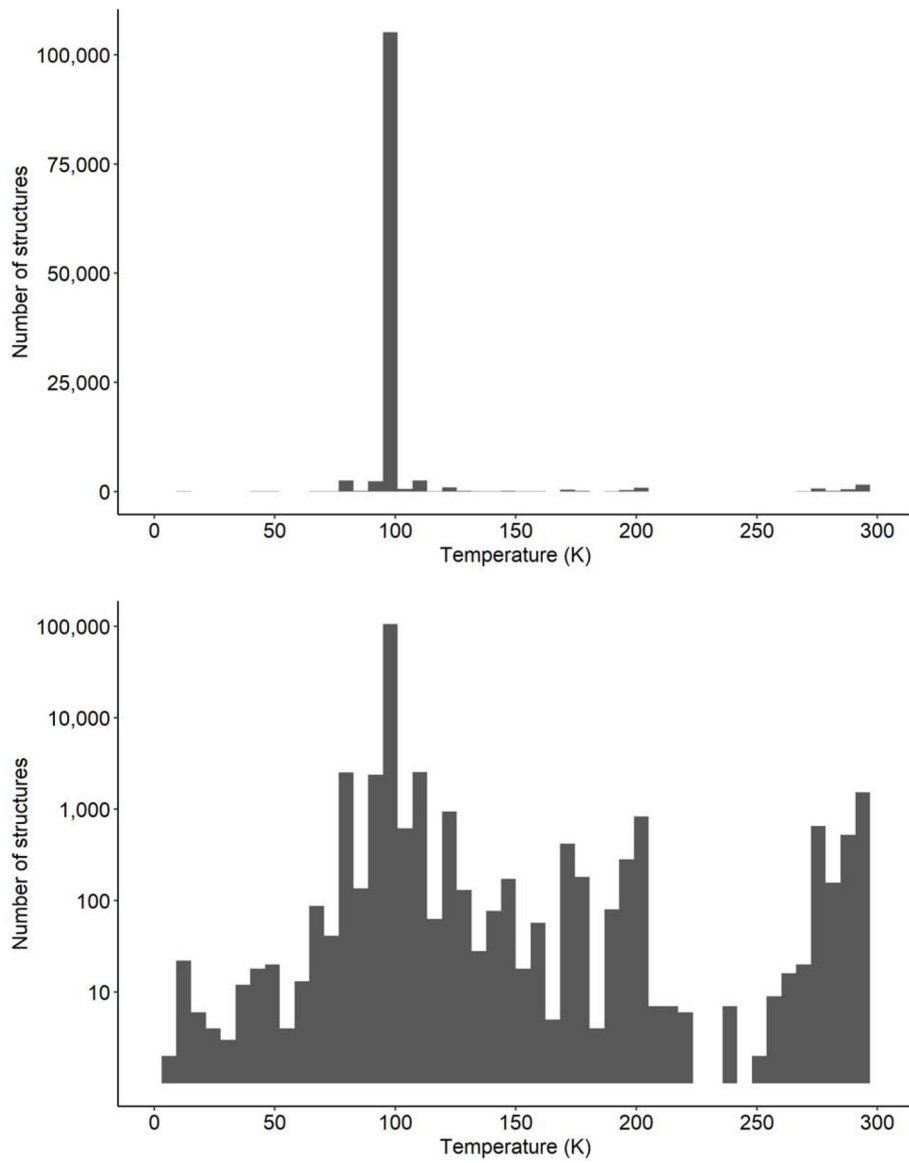 100,000
75,000
50,000
25,000
0
Number of structures
0 50 100 150 200 250 300
Temperature (K)
100,000
10,000
1,000
100
10
Number of structures
0 50 100 150 200 250 300
Temperature (K)